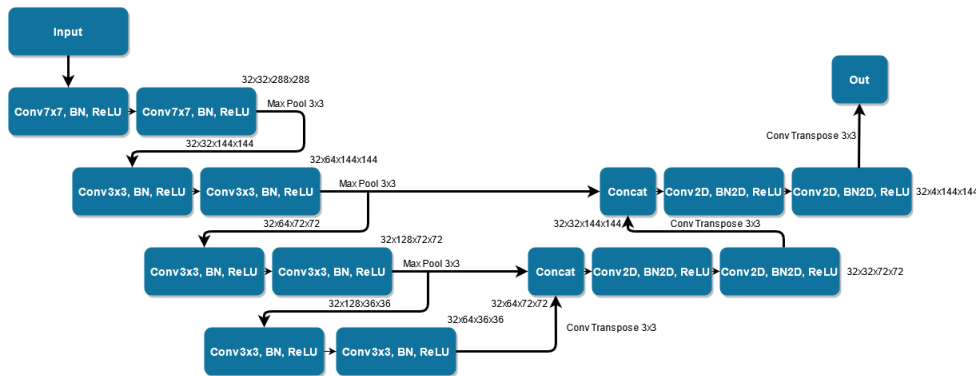 Input
32x32x288x288
Conv7x7, BN, ReLU
Conv7x7, BN, ReLU
Max Pool 3x3
Out
Conv Transpose 3x3
32x32x144x144
32x64x144x144
Conv3x3, BN, ReLU
Conv3x3, BN, ReLU
Max Pool 3x3
Concat
Conv2D, BN2D, ReLU
Conv2D, BN2D, ReLU
32x4x144x144
32x64x72x72
32x32x144x144
Conv Transpose 3x3
32x128x72x72
Conv3x3, BN, ReLU
Conv3x3, BN, ReLU
Max Pool 3x3
Concat
Conv2D, BN2D, ReLU
Conv2D, BN2D, ReLU
32x32x72x72
32x128x36x36
32x64x72x72
32x64x36x36
Conv Transpose 3x3
Conv3x3, BN, ReLU
Conv3x3, BN, ReLU